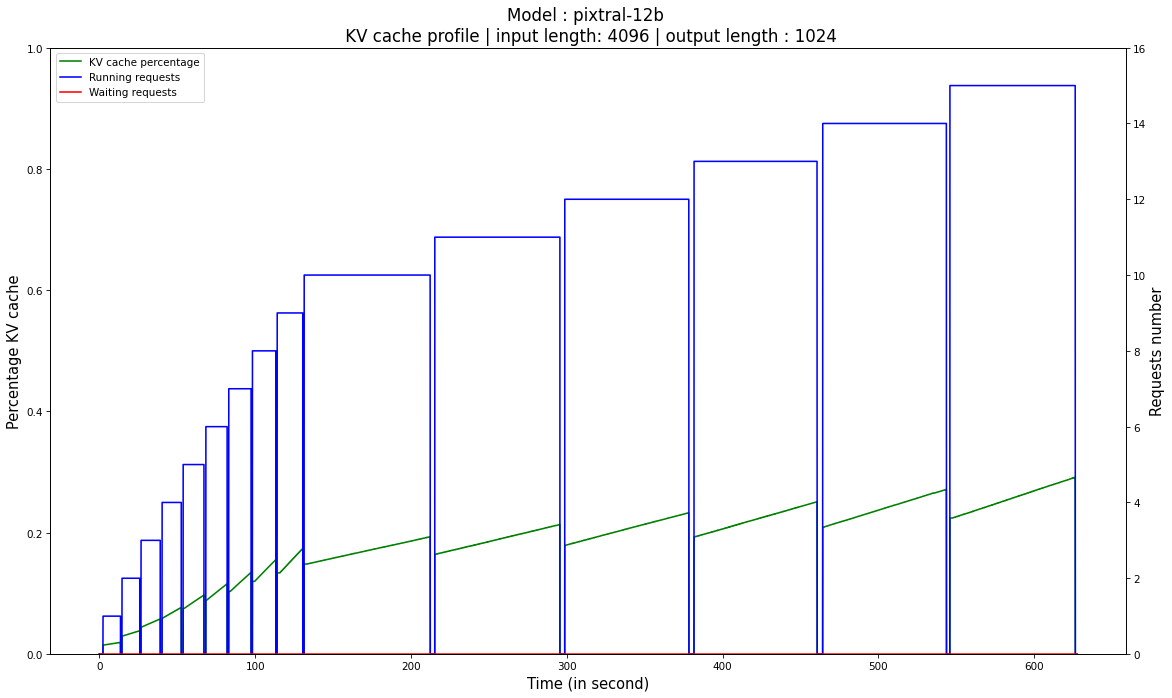 Model : pixtral-12b
KV cache profile | input length: 4096 | output length : 1024
KV cache percentage
Running requests
Waiting requests
Percentage KV cache
1.0
0.8
0.6
0.4
0.2
0.0
16
14
12
10
8
6
4
2
0
Requests number
0 100 200 300 400 500 600
Time (in second)